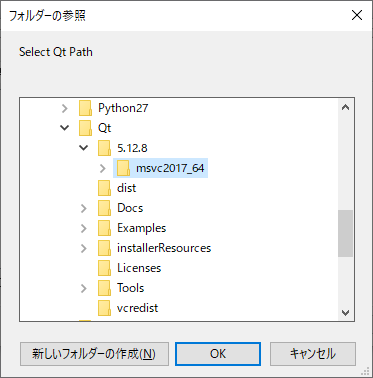 フォルダーの参照
Select Qt Path
Python27
Qt
5.12.8
msvc2017_64
dist
Docs
Examples
installerResources
Licenses
Tools
vcredist
新しいフォルダーの作成(N)
OK
キャンセル